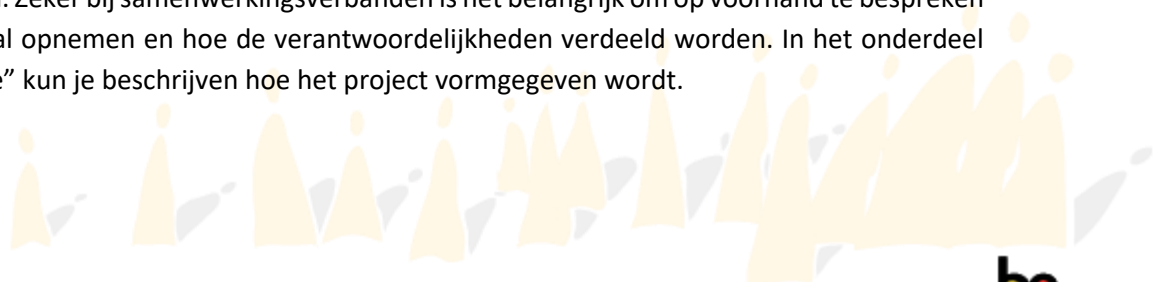 . Zeker bij samenwerkingsverbanden is het belangrijk om op voorhand te bespreken
al opnemen en hoe de verantwoordelijkheden verdeeld worden. In het onderdeel
e” kun je beschrijven hoe het project vormgegeven wordt.
be